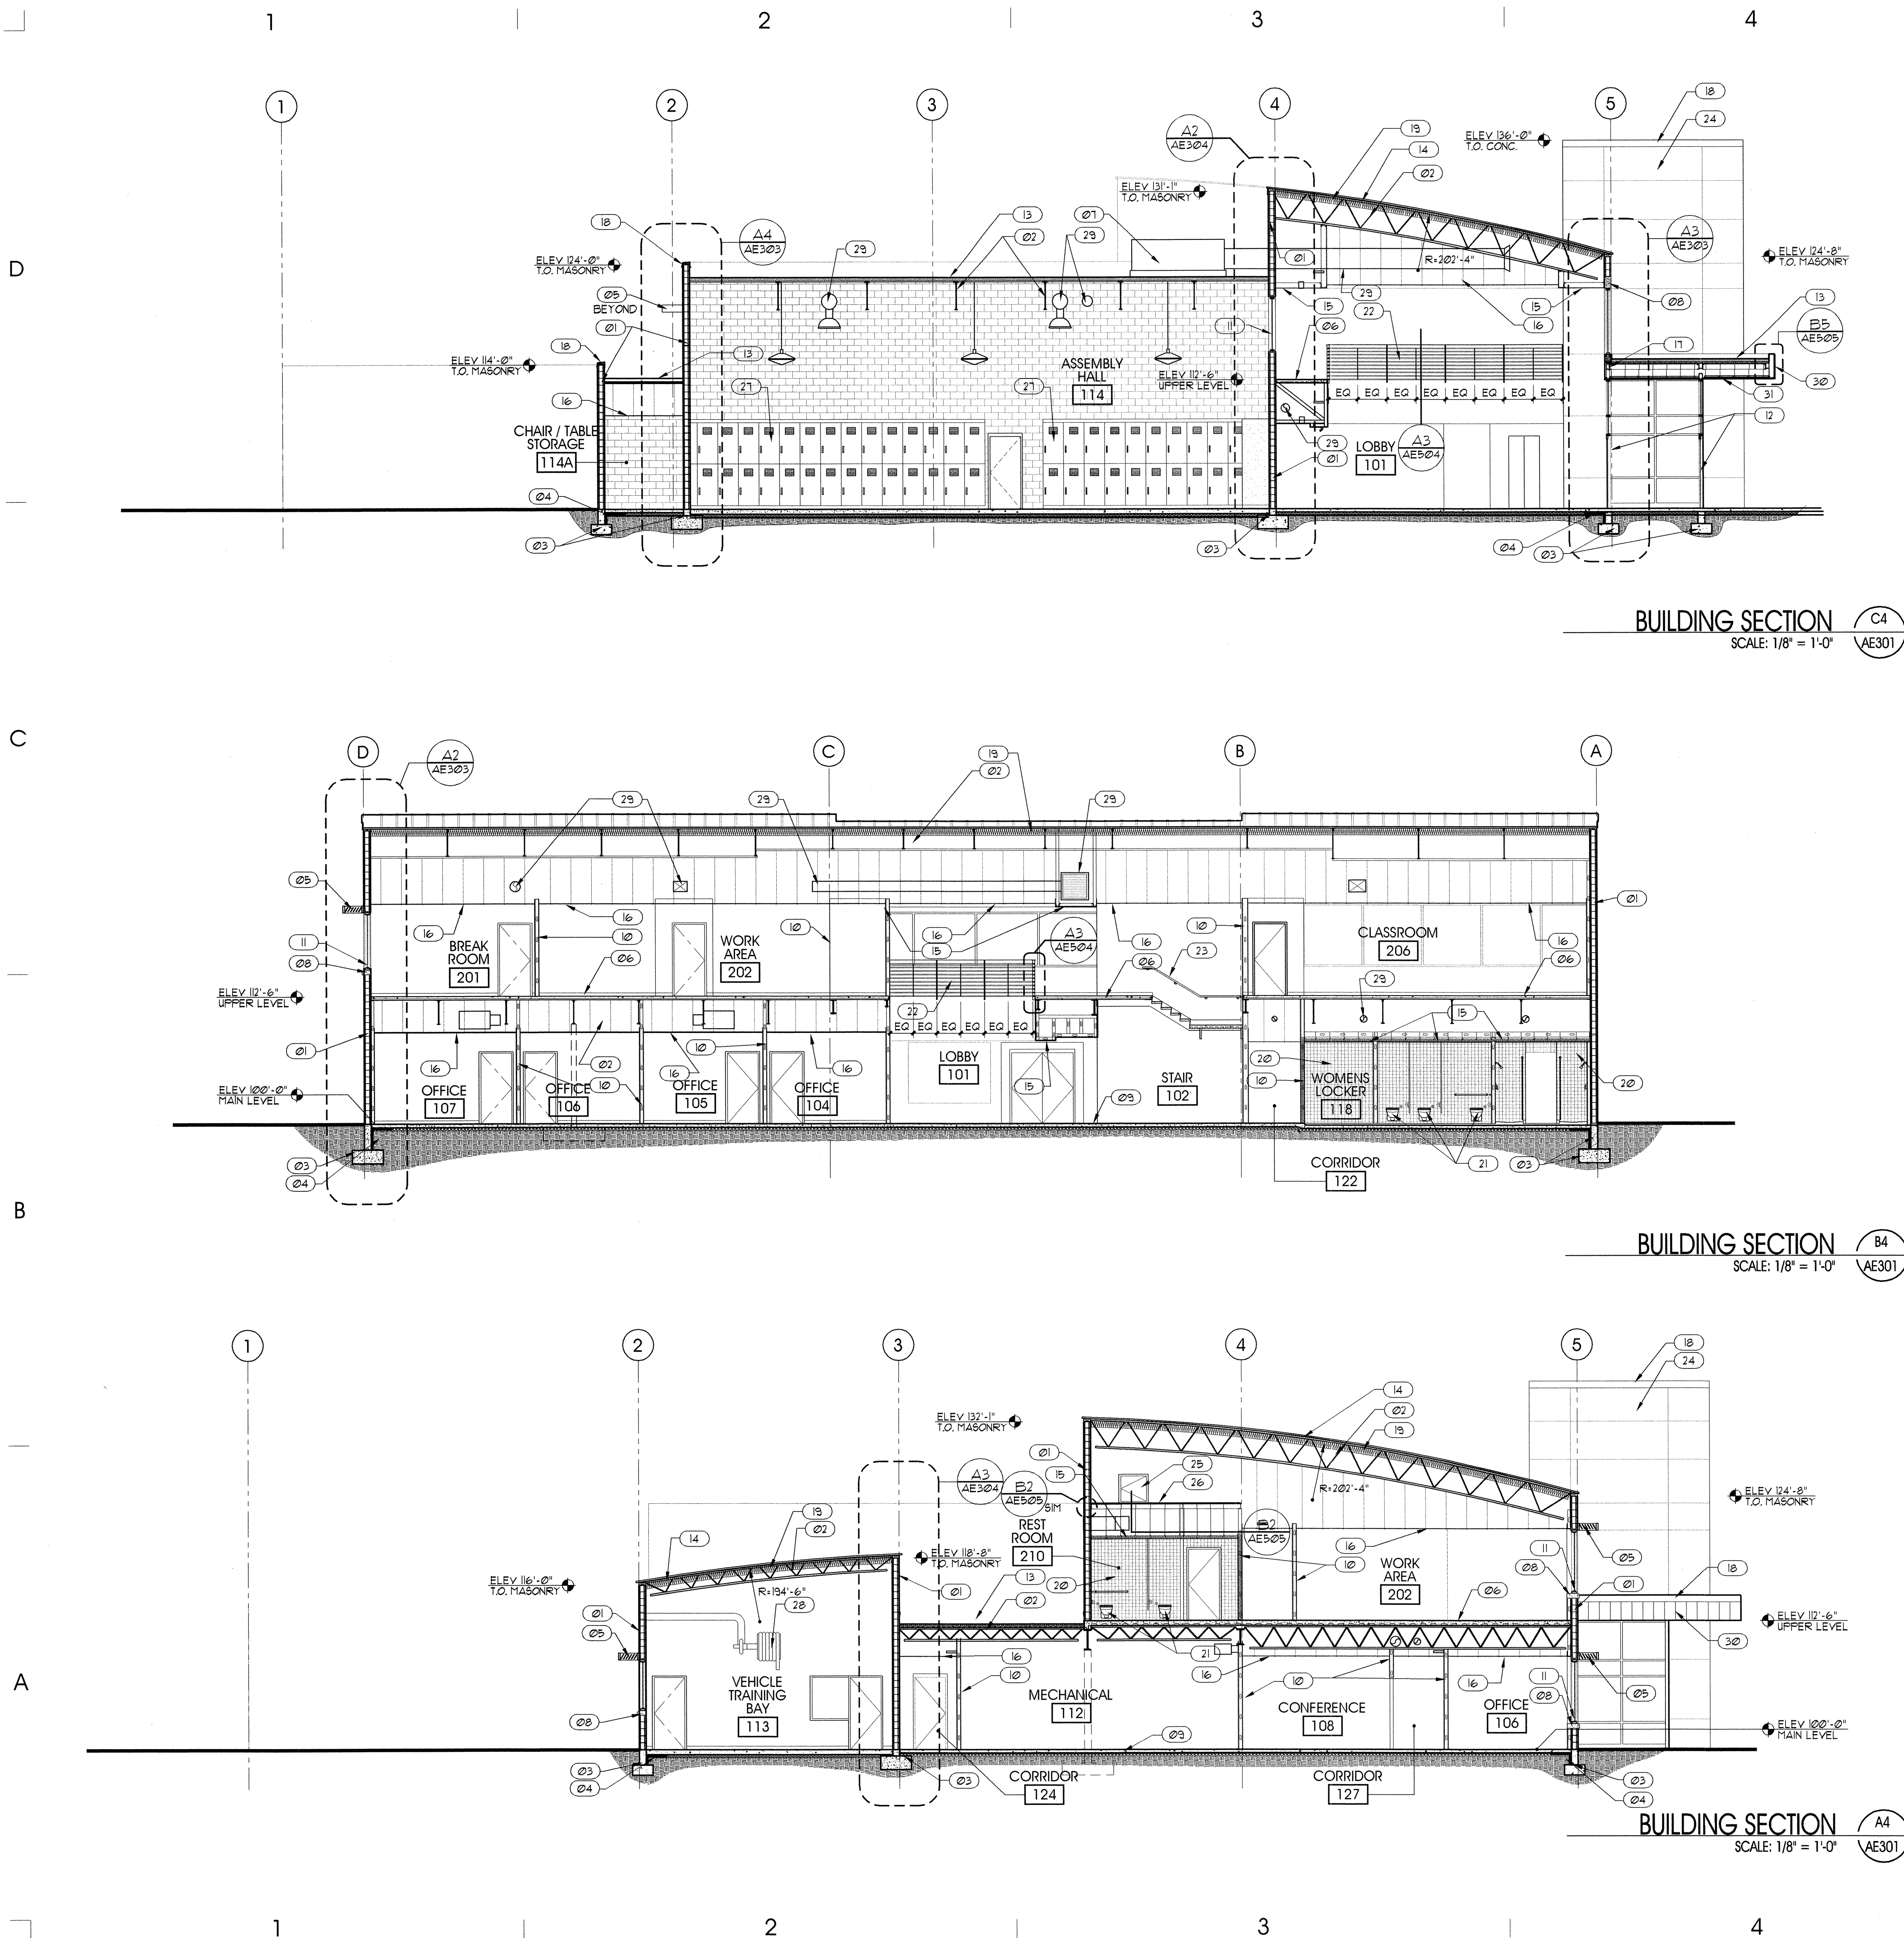 1 2 3 4
D
C
B
A
1 2 3 4 5
A2
AE304
ELEV 136'-0"
T.O. CONC.
18
24
19
14
02
ELEV 131'-1"
T.O. MASONRY
A4
AE303
18
29
13
02
07
29
01
R=202'-4"
A3
AE303
ELEV 124'-8"
T.O. MASONRY
ELEV 124'-0"
T.O. MASONRY
05
BEYOND
01
13
18
ELEV 114'-0"
T.O. MASONRY
16
CHAIR / TABLE
STORAGE
114A
27
ASSEMBLY
HALL
114
27
ELEV 112'-6"
UPPER LEVEL
11
15
06
22
29
16
15
08
13
B5
AE505
17
30
31
12
EQ EQ EQ EQ EQ EQ EQ EQ
29
01
LOBBY
101
A3
AE504
04
03
03
04
03
BUILDING SECTION
SCALE: 1/8" = 1'-0"
C4
AE301
D C B A
A2
AE303
19
02
29
29
29
05
11
08
16
BREAK
ROOM
201
16
10
WORK
AREA
202
06
10
16
15
A3
AE504
16
06
23
10
CLASSROOM
206
16
06
01
ELEV 112'-6"
UPPER LEVEL
22
29
15
EQ EQ EQ EQ EQ EQ
01
16
02
10
16
16
ELEV 100'-0"
MAIN LEVEL
OFFICE
107
10
OFFICE
106
OFFICE
105
OFFICE
104
LOBBY
101
15
09
STAIR
102
20
10
WOMENS
LOCKER
118
20
03
04
CORRIDOR
122
21
03
BUILDING SECTION
SCALE: 1/8" = 1'-0"
B4
AE301
1 2 3 4 5
18
24
14
02
19
ELEV 132'-1"
T.O. MASONRY
01
15
25
26
R=202'-4"
A3
AE304
B2
AE505
SIM
ELEV 124'-8"
T.O. MASONRY
19
02
14
REST
ROOM
210
AE505
16
05
ELEV 118'-8"
T.O. MASONRY
20
10
WORK
AREA
202
11
08
01
18
ELEV 116'-0"
T.O. MASONRY
R=194'-6"
28
01
13
02
06
01
05
ELEV 112'-6"
UPPER LEVEL
30
21
16
16
10
10
16
05
VEHICLE
TRAINING
BAY
113
MECHANICAL
112
CONFERENCE
108
OFFICE
106
11
08
08
09
ELEV 100'-0"
MAIN LEVEL
03
04
03
CORRIDOR
124
CORRIDOR
127
03
04
BUILDING SECTION
SCALE: 1/8" = 1'-0"
A4
AE301
1 2 3 4